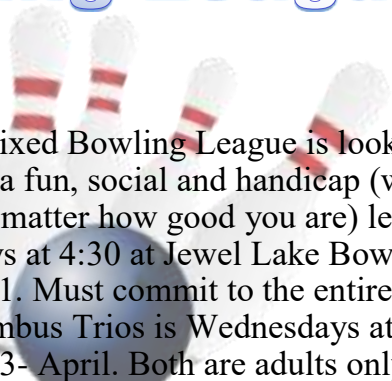 ixed Bowling League is look
a fun, social and handicap (w
matter how good you are) le
ys at 4:30 at Jewel Lake Bow
1. Must commit to the entire
mbus Trios is Wednesdays at
3- April. Both are adults onl